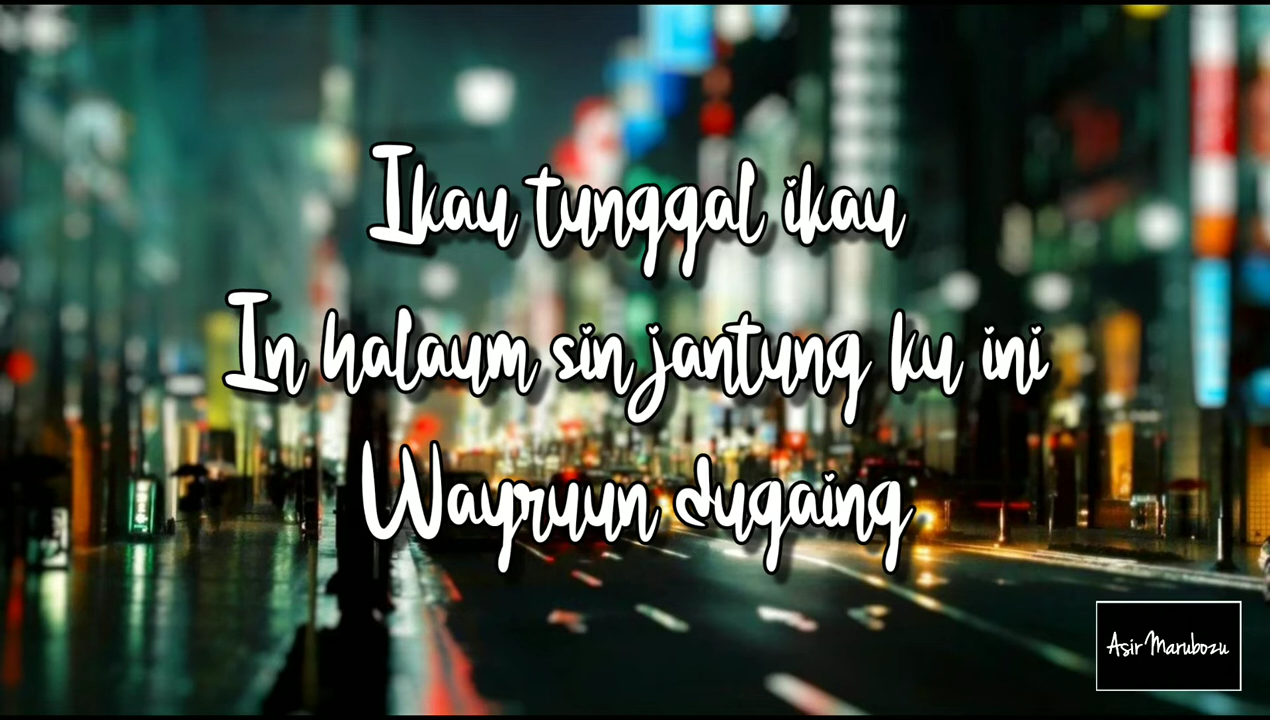 Ikau tunggal ikau
In halaum sin jantung ku ini
Wayruun dugaing
Asir Marubozu